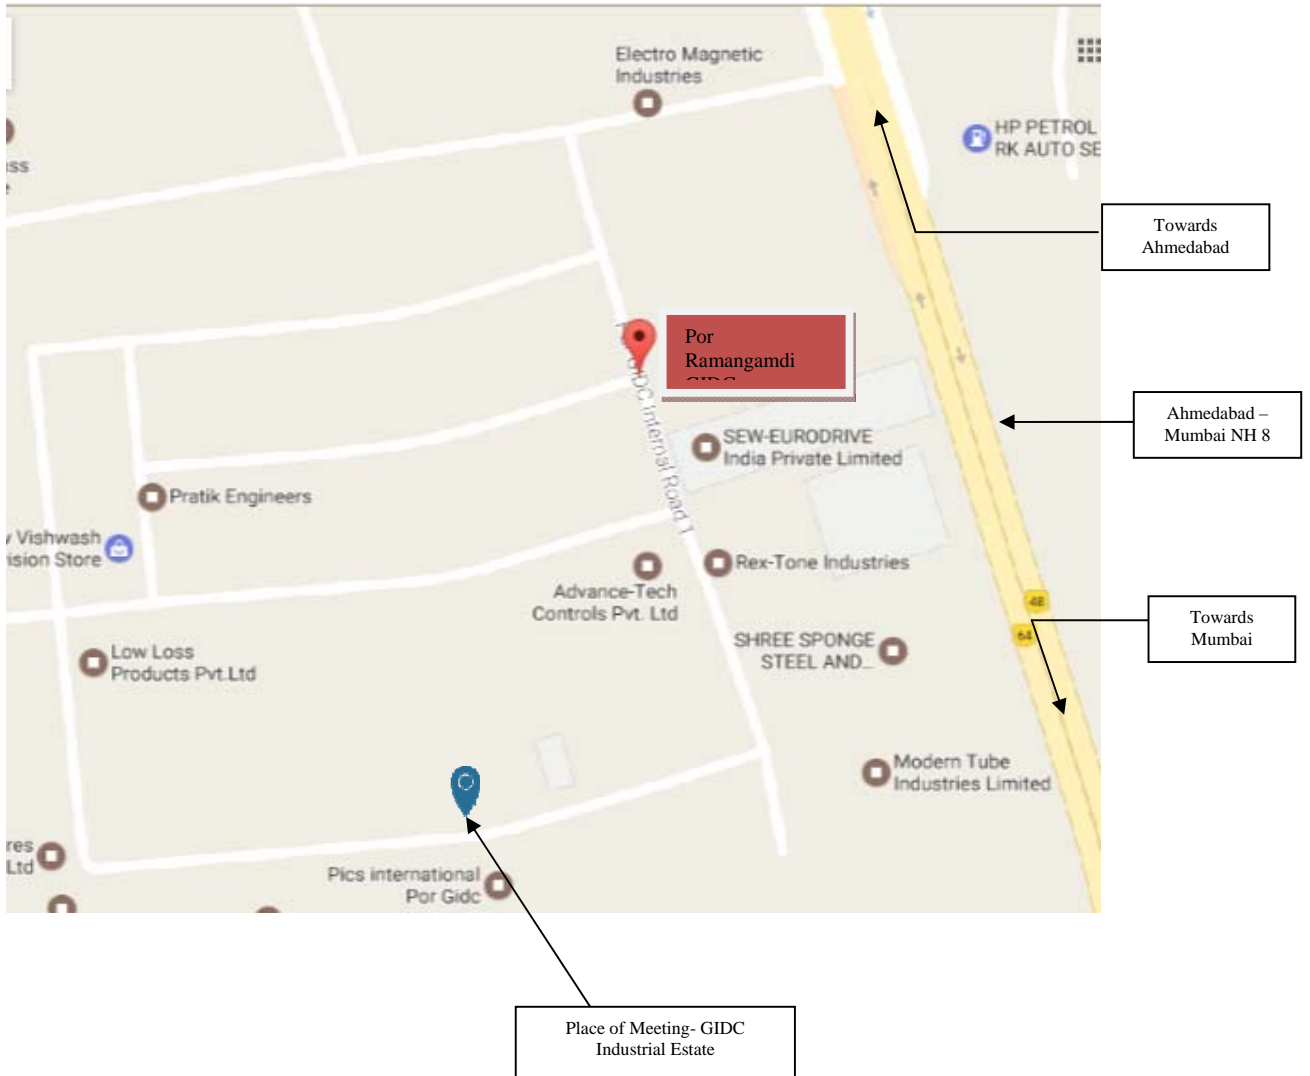 Electro Magnetic
Industries
HP PETROL
RK AUTO SE
ass
Towards
Ahmedabad
Por
Ramangamdi
GIDC
GIDC Internal Road 1
Ahmedabad –
Mumbai NH 8
SEW-EURODRIVE
India Private Limited
Pratik Engineers
Vishwash
ision Store
Rex-Tone Industries
Advance-Tech
Controls Pvt. Ltd
48
64
Towards
Mumbai
SHREE SPONGE
STEEL AND...
Low Loss
Products Pvt.Ltd
Modern Tube
Industries Limited
res
Ltd
Pics international
Por Gidc
Place of Meeting- GIDC
Industrial Estate